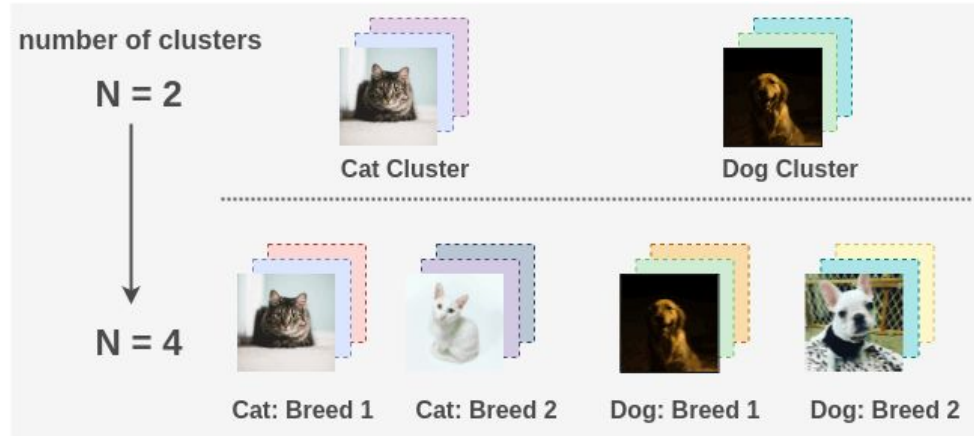 number of clusters
N = 2
Cat Cluster
Dog Cluster
N = 4
Cat: Breed 1
Cat: Breed 2
Dog: Breed 1
Dog: Breed 2